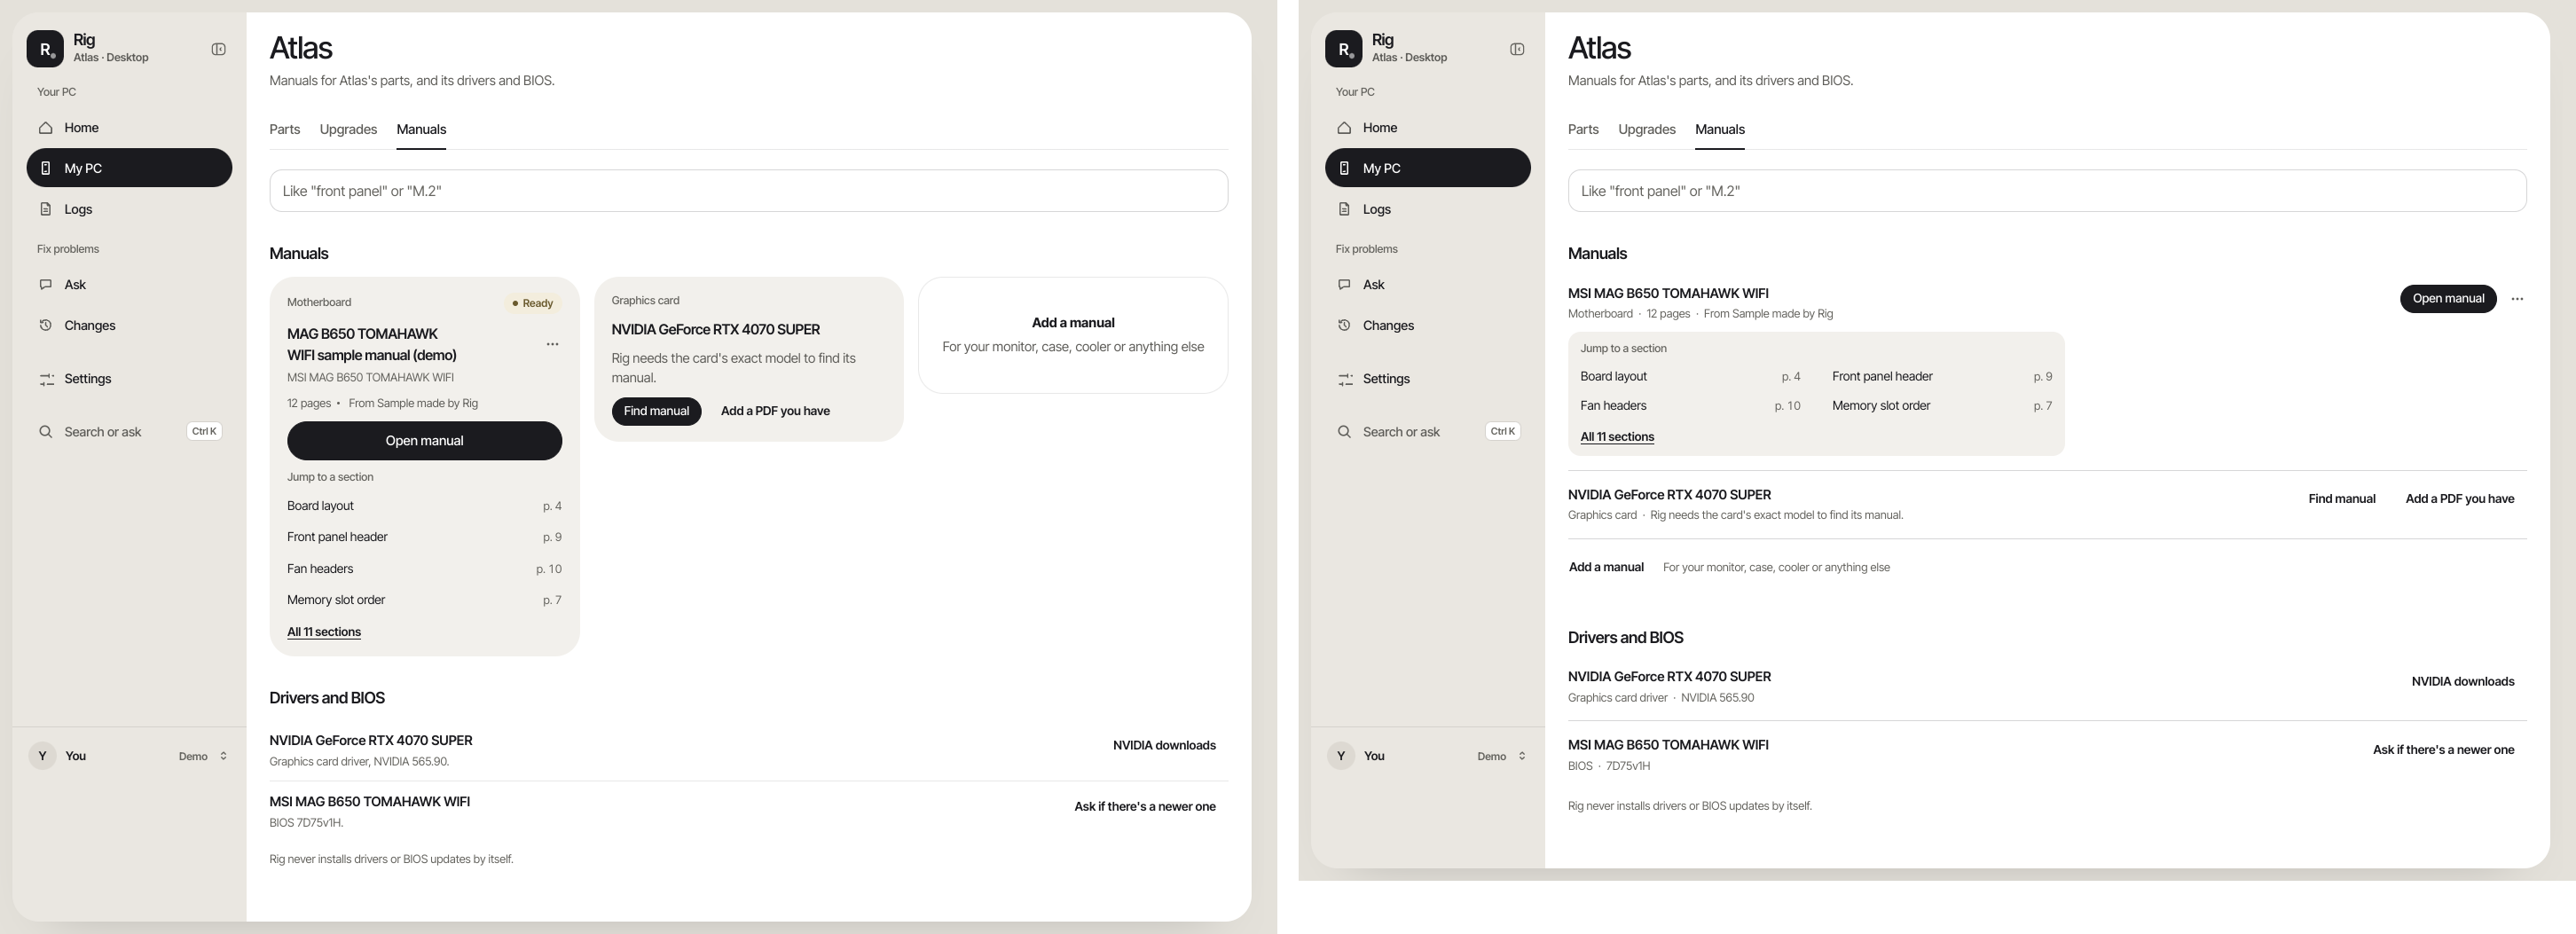 R.
Rig
Atlas · Desktop
Your PC
Home
My PC
Logs
Fix problems
Ask
Changes
Settings
Search or ask
Ctrl K
Y
You
Demo
Atlas
Manuals for Atlas's parts, and its drivers and BIOS.
Parts
Upgrades
Manuals
Like "front panel" or "M.2"
Manuals
Motherboard
Ready
MAG B650 TOMAHAWK
WIFI sample manual (demo)
MSI MAG B650 TOMAHAWK WIFI
12 pages • From Sample made by Rig
Open manual
Jump to a section
Board layout p. 4
Front panel header p. 9
Fan headers p. 10
Memory slot order p. 7
All 11 sections
Graphics card
NVIDIA GeForce RTX 4070 SUPER
Rig needs the card's exact model to find its
manual.
Find manual
Add a PDF you have
Add a manual
For your monitor, case, cooler or anything else
Drivers and BIOS
NVIDIA GeForce RTX 4070 SUPER
Graphics card driver, NVIDIA 565.90.
NVIDIA downloads
MSI MAG B650 TOMAHAWK WIFI
BIOS 7D75v1H.
Ask if there's a newer one
Rig never installs drivers or BIOS updates by itself.
R.
Rig
Atlas · Desktop
Your PC
Home
My PC
Logs
Fix problems
Ask
Changes
Settings
Search or ask
Ctrl K
Y
You
Demo
Atlas
Manuals for Atlas's parts, and its drivers and BIOS.
Parts
Upgrades
Manuals
Like "front panel" or "M.2"
Manuals
MSI MAG B650 TOMAHAWK WIFI
Motherboard · 12 pages · From Sample made by Rig
Open manual
Jump to a section
Board layout p. 4
Front panel header p. 9
Fan headers p. 10
Memory slot order p. 7
All 11 sections
NVIDIA GeForce RTX 4070 SUPER
Graphics card · Rig needs the card's exact model to find its manual.
Find manual
Add a PDF you have
Add a manual
For your monitor, case, cooler or anything else
Drivers and BIOS
NVIDIA GeForce RTX 4070 SUPER
Graphics card driver · NVIDIA 565.90
NVIDIA downloads
MSI MAG B650 TOMAHAWK WIFI
BIOS · 7D75v1H
Ask if there's a newer one
Rig never installs drivers or BIOS updates by itself.